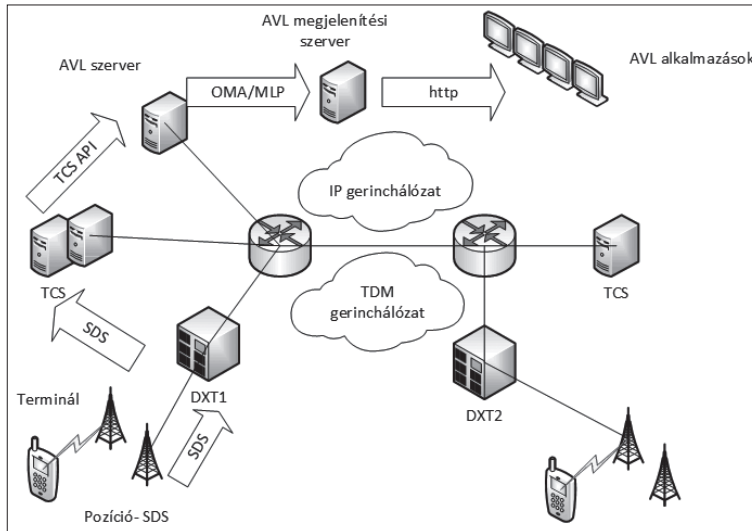 AVL megjelenítési
szerver
AVL szerver
AVL alkalmazások
OMA/MLP
http
TCS API
IP gerinchálózat
TCS
TDM
gerinchálózat
TCS
SDS
DXT1
DXT2
Terminál
SDS
Pozíció- SDS